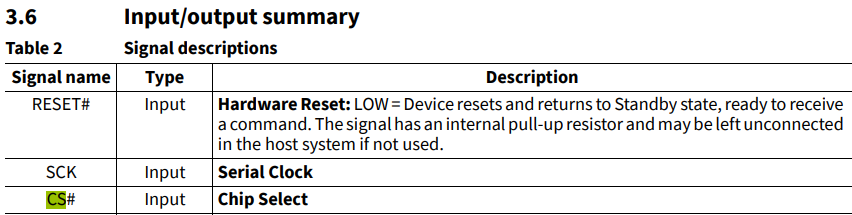 3.6 Input/output summary
Table 2 Signal descriptions
Signal name Type Description
RESET# Input Hardware Reset: LOW = Device resets and returns to Standby state, ready to receive
a command. The signal has an internal pull-up resistor and may be left unconnected
in the host system if not used.
SCK Input Serial Clock
CS# Input Chip Select